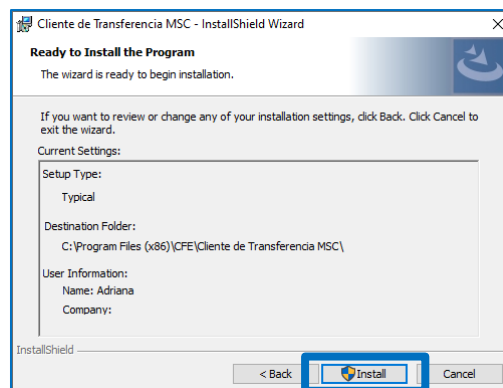 Cliente de Transferencia MSC - InstallShield Wizard
Ready to Install the Program
The wizard is ready to begin installation.
If you want to review or change any of your installation settings, click Back. Click Cancel to
exit the wizard.
Current Settings:
Setup Type:
Typical
Destination Folder:
C:\Program Files (x86)\CFE\Cliente de Transferencia MSC\
User Information:
Name: Adriana
Company:
InstallShield
< Back
Install
Cancel